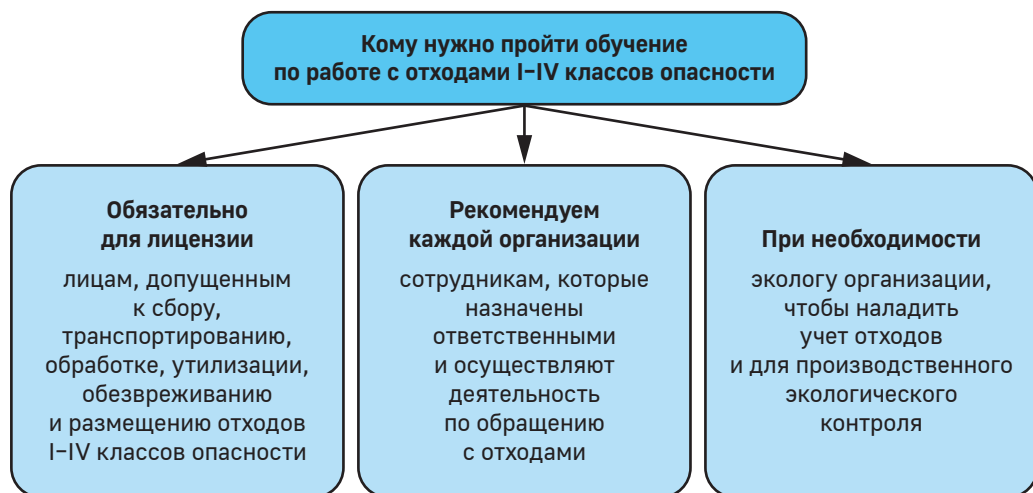 Кому нужно пройти обучение
по работе с отходами I–IV классов опасности
Обязательно
для лицензии
лицам, допущенным
к сбору,
транспортированию,
обработке, утилизации,
обезвреживанию
и размещению отходов
I–IV классов опасности
Рекомендуем
каждой организации
сотрудникам, которые
назначены
ответственными
и осуществляют
деятельность
по обращению
с отходами
При необходимости
экологу организации,
чтобы наладить
учет отходов
и для производственного
экологического
контроля